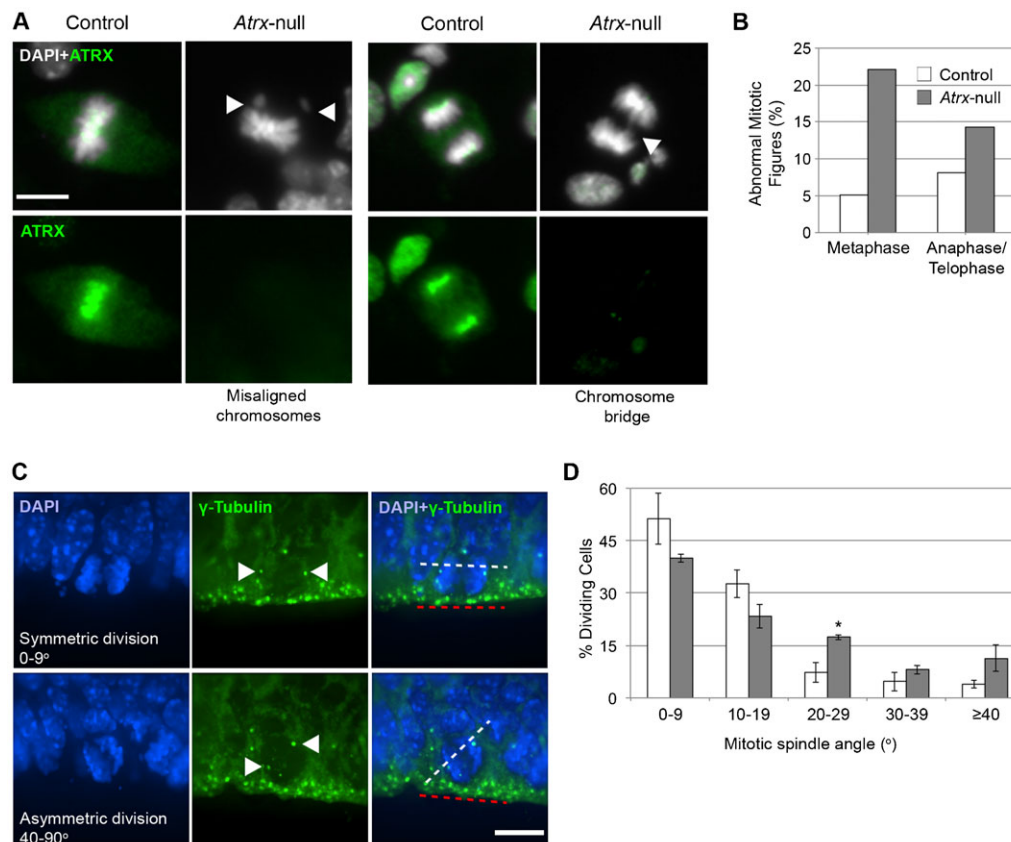 A
Control
Atrx-null
Control
Atrx-null
DAPI+ATRX
ATRX
Misaligned
chromosomes
Chromosome
bridge
B
Abnormal Mitotic
Figures (%)
25
20
15
10
5
0
Control
Atrx-null
Metaphase
Anaphase/
Telophase
C
DAPI
γ-Tubulin
DAPI+γ-Tubulin
Symmetric division
0-9º
Asymmetric division
40-90º
D
% Dividing Cells
60
45
30
15
0
*
0-9
10-19
20-29
30-39
≥40
Mitotic spindle angle (º)